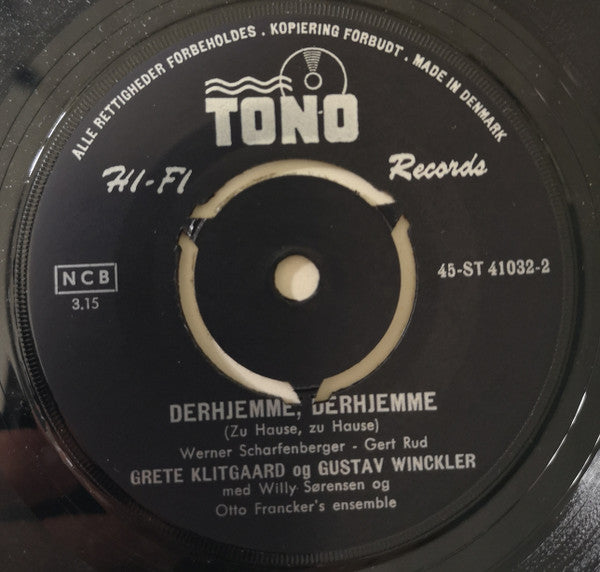 ALLE RETTIGHEDER FORBEHOLDES . KOPIERING FORBUDT . MADE IN DENMARK
TONO
HI-FI
Records
NCB
3.15
45-ST 41032-2
DERHJEMME, DERHJEMME
(Zu Hause, zu Hause)
Werner Scharfenberger - Gert Rud
GRETE KLITGAARD og GUSTAV WINCKLER
med Willy Sørensen og
Otto Francker's ensemble